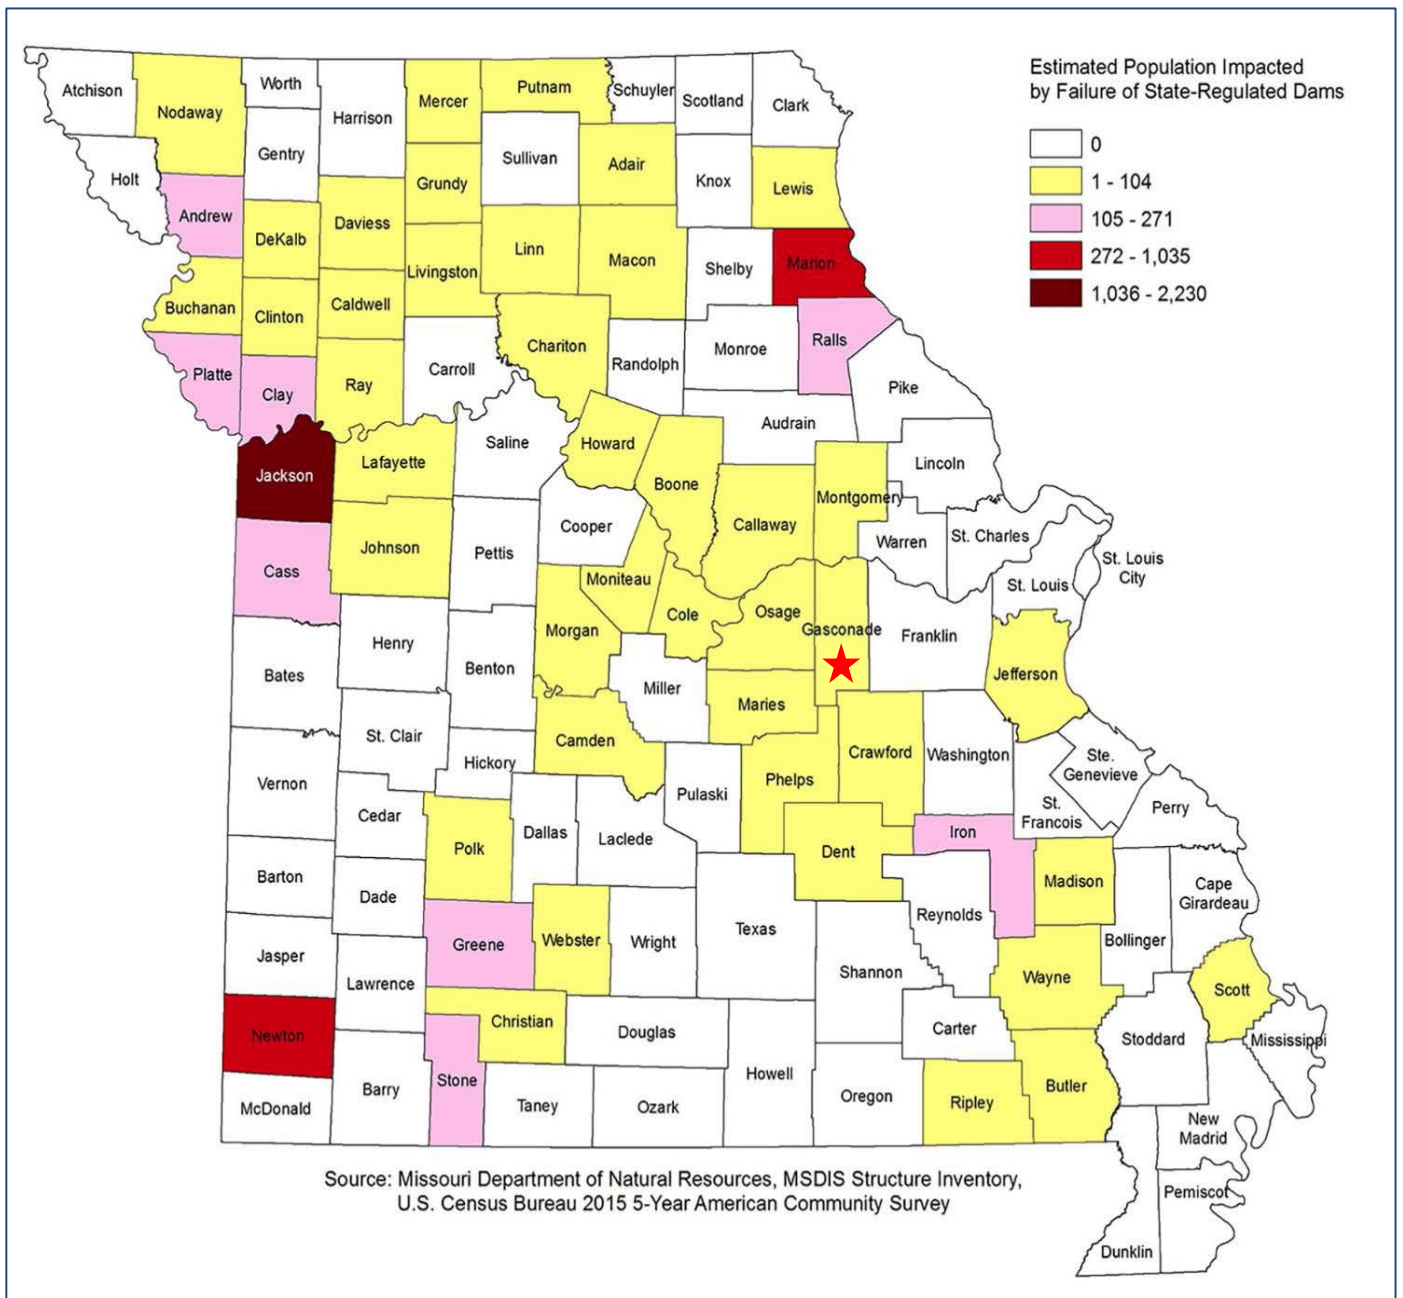 Estimated Population Impacted
by Failure of State-Regulated Dams
0
1 - 104
105 - 271
272 - 1,035
1,036 - 2,230
Atchison
Nodaway
Worth
Harrison
Mercer
Putnam
Schuyler
Scotland
Clark
Holt
Gentry
Sullivan
Adair
Knox
Lewis
Andrew
DeKalb
Daviess
Grundy
Linn
Macon
Shelby
Marion
Buchanan
Clinton
Caldwell
Livingston
Chariton
Randolph
Monroe
Ralls
Platte
Clay
Ray
Carroll
Pike
Audrain
Jackson
Lafayette
Saline
Howard
Boone
Callaway
Montgomery
Lincoln
Cass
Johnson
Pettis
Cooper
Moniteau
Cole
Osage
Gasconade
Warren
St. Charles
St. Louis
St. Louis
City
Franklin
Jefferson
Bates
Henry
Benton
Morgan
Miller
Maries
Vernon
St. Clair
Hickory
Camden
Pulaski
Phelps
Crawford
Washington
Ste.
Genevieve
St.
Francois
Perry
Cedar
Polk
Dallas
Laclede
Dent
Iron
Madison
Cape
Girardeau
Barton
Dade
Greene
Webster
Wright
Texas
Reynolds
Bollinger
Jasper
Lawrence
Christian
Douglas
Shannon
Wayne
Scott
Newton
Stone
Carter
Stoddard
Mississippi
McDonald
Barry
Taney
Ozark
Howell
Oregon
Ripley
Butler
New
Madrid
Pemiscot
Dunklin
Source: Missouri Department of Natural Resources, MSDIS Structure Inventory,
U.S. Census Bureau 2015 5-Year American Community Survey